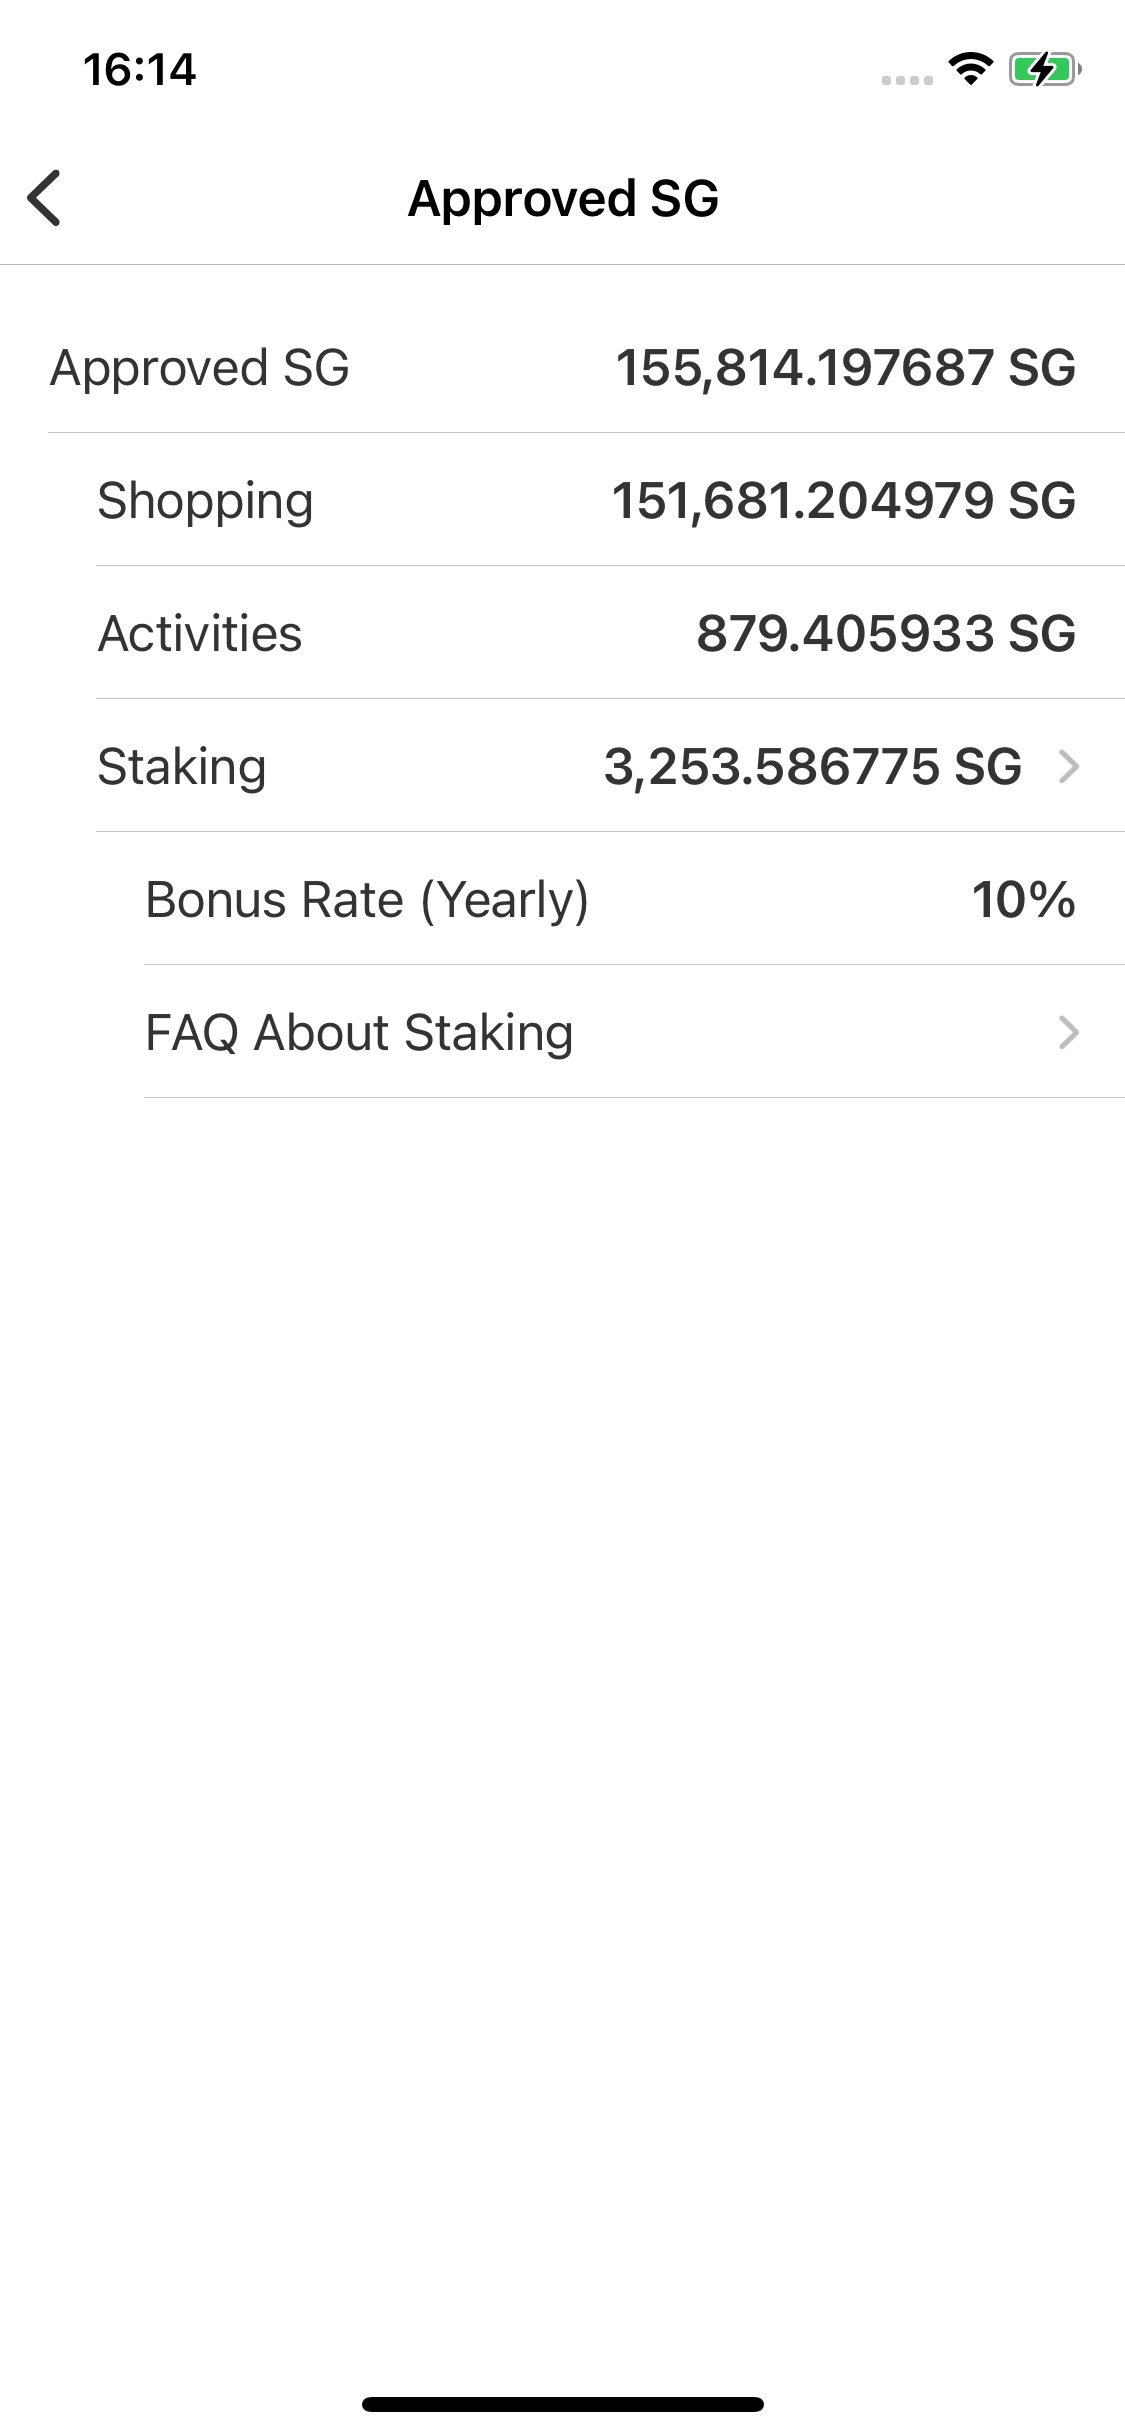 16:14
Approved SG
Approved SG 155,814.197687 SG
Shopping 151,681.204979 SG
Activities 879.405933 SG
Staking 3,253.586775 SG
Bonus Rate (Yearly) 10%
FAQ About Staking